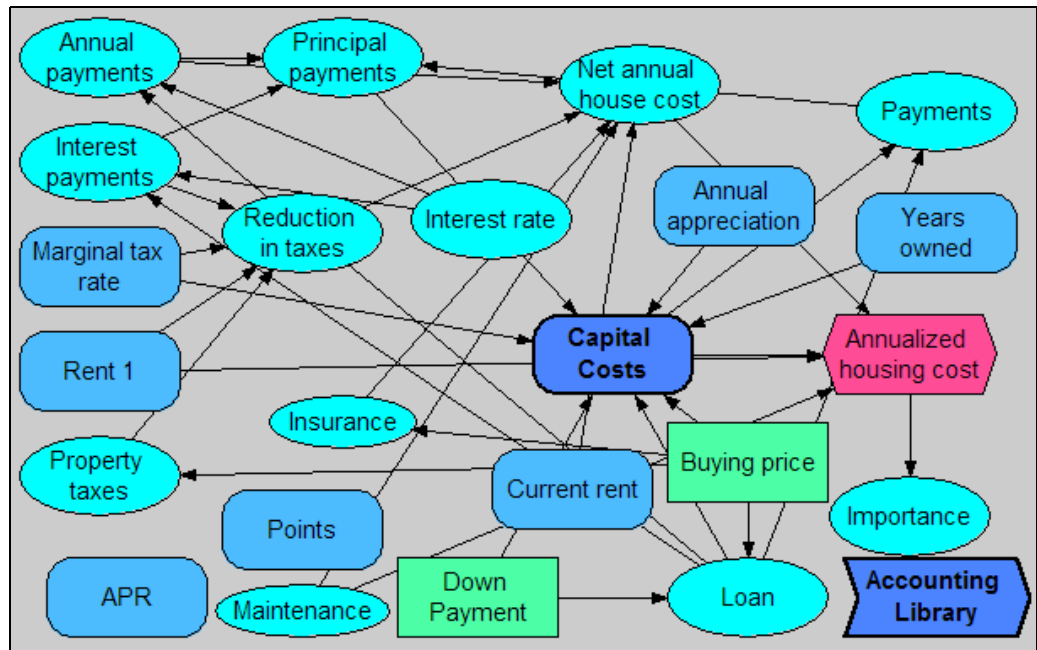 Annual
payments
Principal
payments
Net annual
house cost
Payments
Interest
payments
Reduction
in taxes
Interest rate
Annual
appreciation
Years
owned
Marginal tax
rate
Capital
Costs
Annualized
housing cost
Rent 1
Insurance
Buying price
Property
taxes
Current rent
Points
Importance
APR
Maintenance
Down
Payment
Loan
Accounting
Library